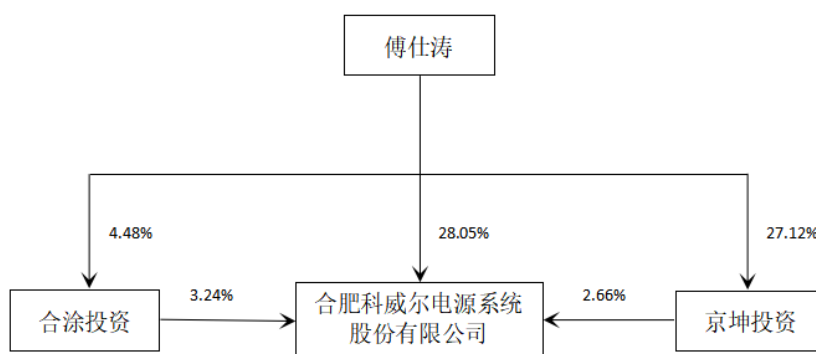 傅仕涛
4.48%
28.05%
27.12%
合涂投资
3.24%
合肥科威尔电源系统
股份有限公司
2.66%
京坤投资